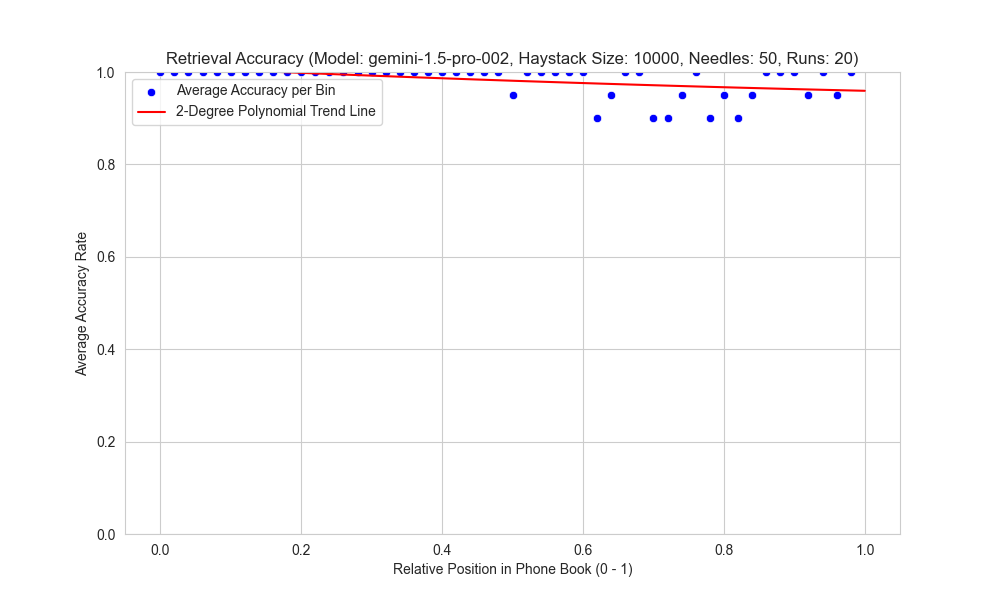 Retrieval Accuracy (Model: gemini-1.5-pro-002, Haystack Size: 10000, Needles: 50, Runs: 20)
Average Accuracy per Bin
2-Degree Polynomial Trend Line
1.0
0.8
0.6
0.4
0.2
0.0
Average Accuracy Rate
0.0 0.2 0.4 0.6 0.8 1.0
Relative Position in Phone Book (0 - 1)